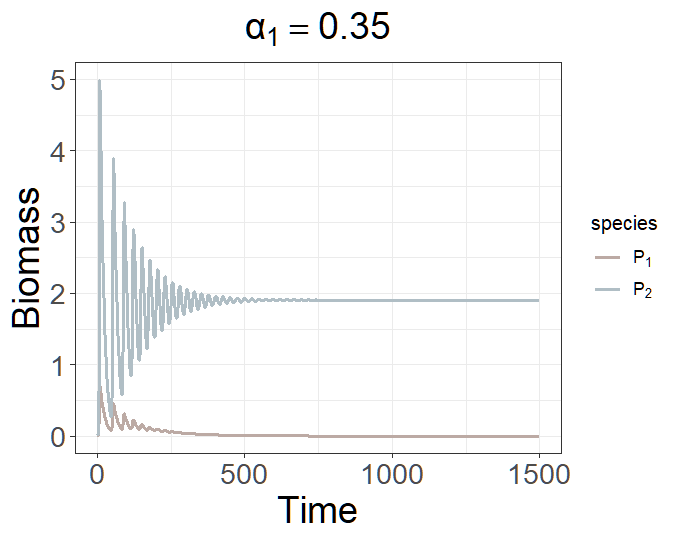 α₁ = 0.35
Biomass
5
4
3
2
1
0
0 500 1000 1500
Time
species
P₁
P₂